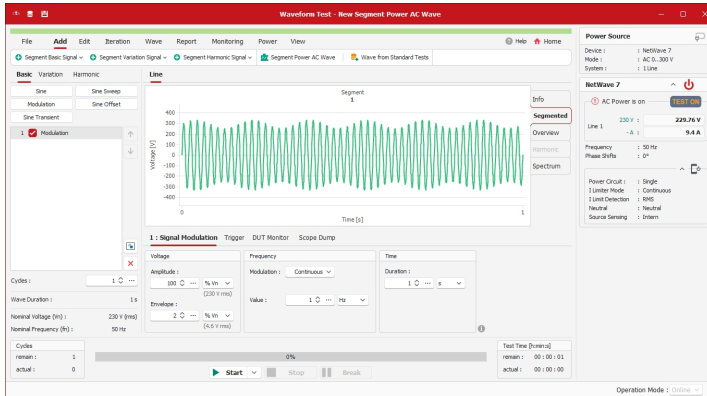 Waveform Test - New Segment Power AC Wave
File Add Edit Iteration Wave Report Monitoring Power View Help Home
Segment Basic Signal Segment Variation Signal Segment Harmonic Signal Segment Power AC Wave Wave from Standard Tests
Basic Variation Harmonic
Sine Sine Sweep
Modulation Sine Offset
Sine Transient
1 Modulation
Cycles : 1 ...
Wave Duration : 1 s
Nominal Voltage (Vn) : 230 V (rms)
Nominal Frequency (fn) : 50 Hz
Line
Segment
1
Voltage [V]
400
300
200
100
0
-100
-200
-300
-400
0 1
Time [s]
Info
Segmented
Overview
Harmonic
Spectrum
1 : Signal Modulation Trigger DUT Monitor Scope Dump
Voltage
Amplitude :
100 ... % Vn
(230 V rms)
Envelope :
2 ... % Vn
(4.6 V rms)
Frequency
Modulation : Continuous
Value : 1 ... Hz
Time
Duration :
1 ... s
Cycles
remain : 1
actual : 0
0%
Start Stop Break
Test Time [h:min:s]
remain : 00 : 00 : 01
actual : 00 : 00 : 00
Power Source
Device : : NetWave 7
Mode : : AC 0...300 V
System : : 1 Line
NetWave 7
AC Power is on TEST ON
Line 1
230 V : 229.76 V
- A : 9.4 A
Frequency : 50 Hz
Phase Shifts : 0°
Power Circuit : : Single
I Limiter Mode : Continuous
I Limit Detection : RMS
Neutral : Neutral
Source Sensing : Intern
Operation Mode : Online